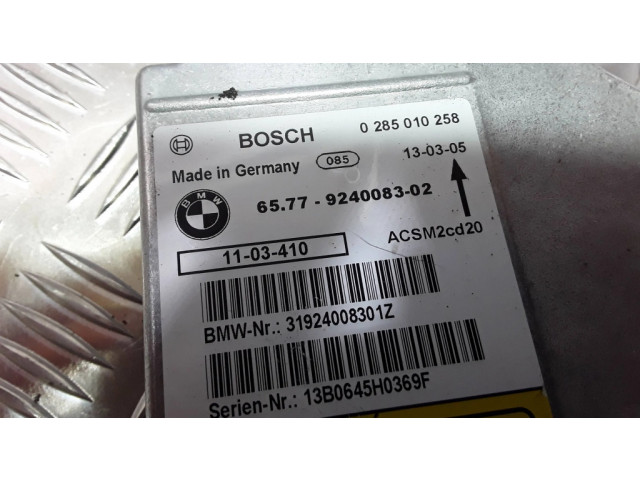 BOSCH 0 285 010 258
Made in Germany 085 13-03-05
BMW 65.77 - 9240083-02
11-03-410 ACSM2cd20
BMW-Nr.: 31924008301Z
Serien-Nr.: 13B0645H0369F